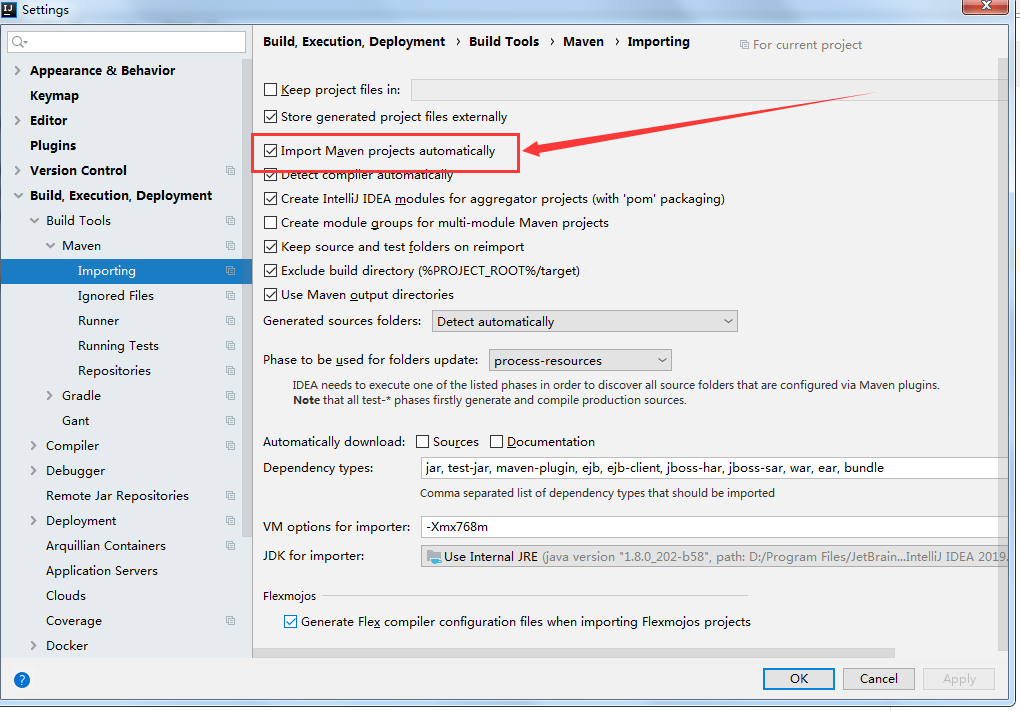 IJ Settings
Build, Execution, Deployment › Build Tools › Maven › Importing For current project
Appearance & Behavior
Keymap
Editor
Plugins
Version Control
Build, Execution, Deployment
Build Tools
Maven
Importing
Ignored Files
Runner
Running Tests
Repositories
Gradle
Gant
Compiler
Debugger
Remote Jar Repositories
Deployment
Arquillian Containers
Application Servers
Clouds
Coverage
Docker
Keep project files in:
Store generated project files externally
Import Maven projects automatically
Detect compiler automatically
Create IntelliJ IDEA modules for aggregator projects (with 'pom' packaging)
Create module groups for multi-module Maven projects
Keep source and test folders on reimport
Exclude build directory (%PROJECT_ROOT%/target)
Use Maven output directories
Generated sources folders: Detect automatically
Phase to be used for folders update: process-resources
IDEA needs to execute one of the listed phases in order to discover all source folders that are configured via Maven plugins.
Note that all test-* phases firstly generate and compile production sources.
Automatically download: Sources Documentation
Dependency types: jar, test-jar, maven-plugin, ejb, ejb-client, jboss-har, jboss-sar, war, ear, bundle
Comma separated list of dependency types that should be imported
VM options for importer: -Xmx768m
JDK for importer: Use Internal JRE (java version "1.8.0_202-b58", path: D:/Program Files/JetBrain...IntelliJ IDEA 2019.
Flexmojos
Generate Flex compiler configuration files when importing Flexmojos projects
? OK Cancel Apply